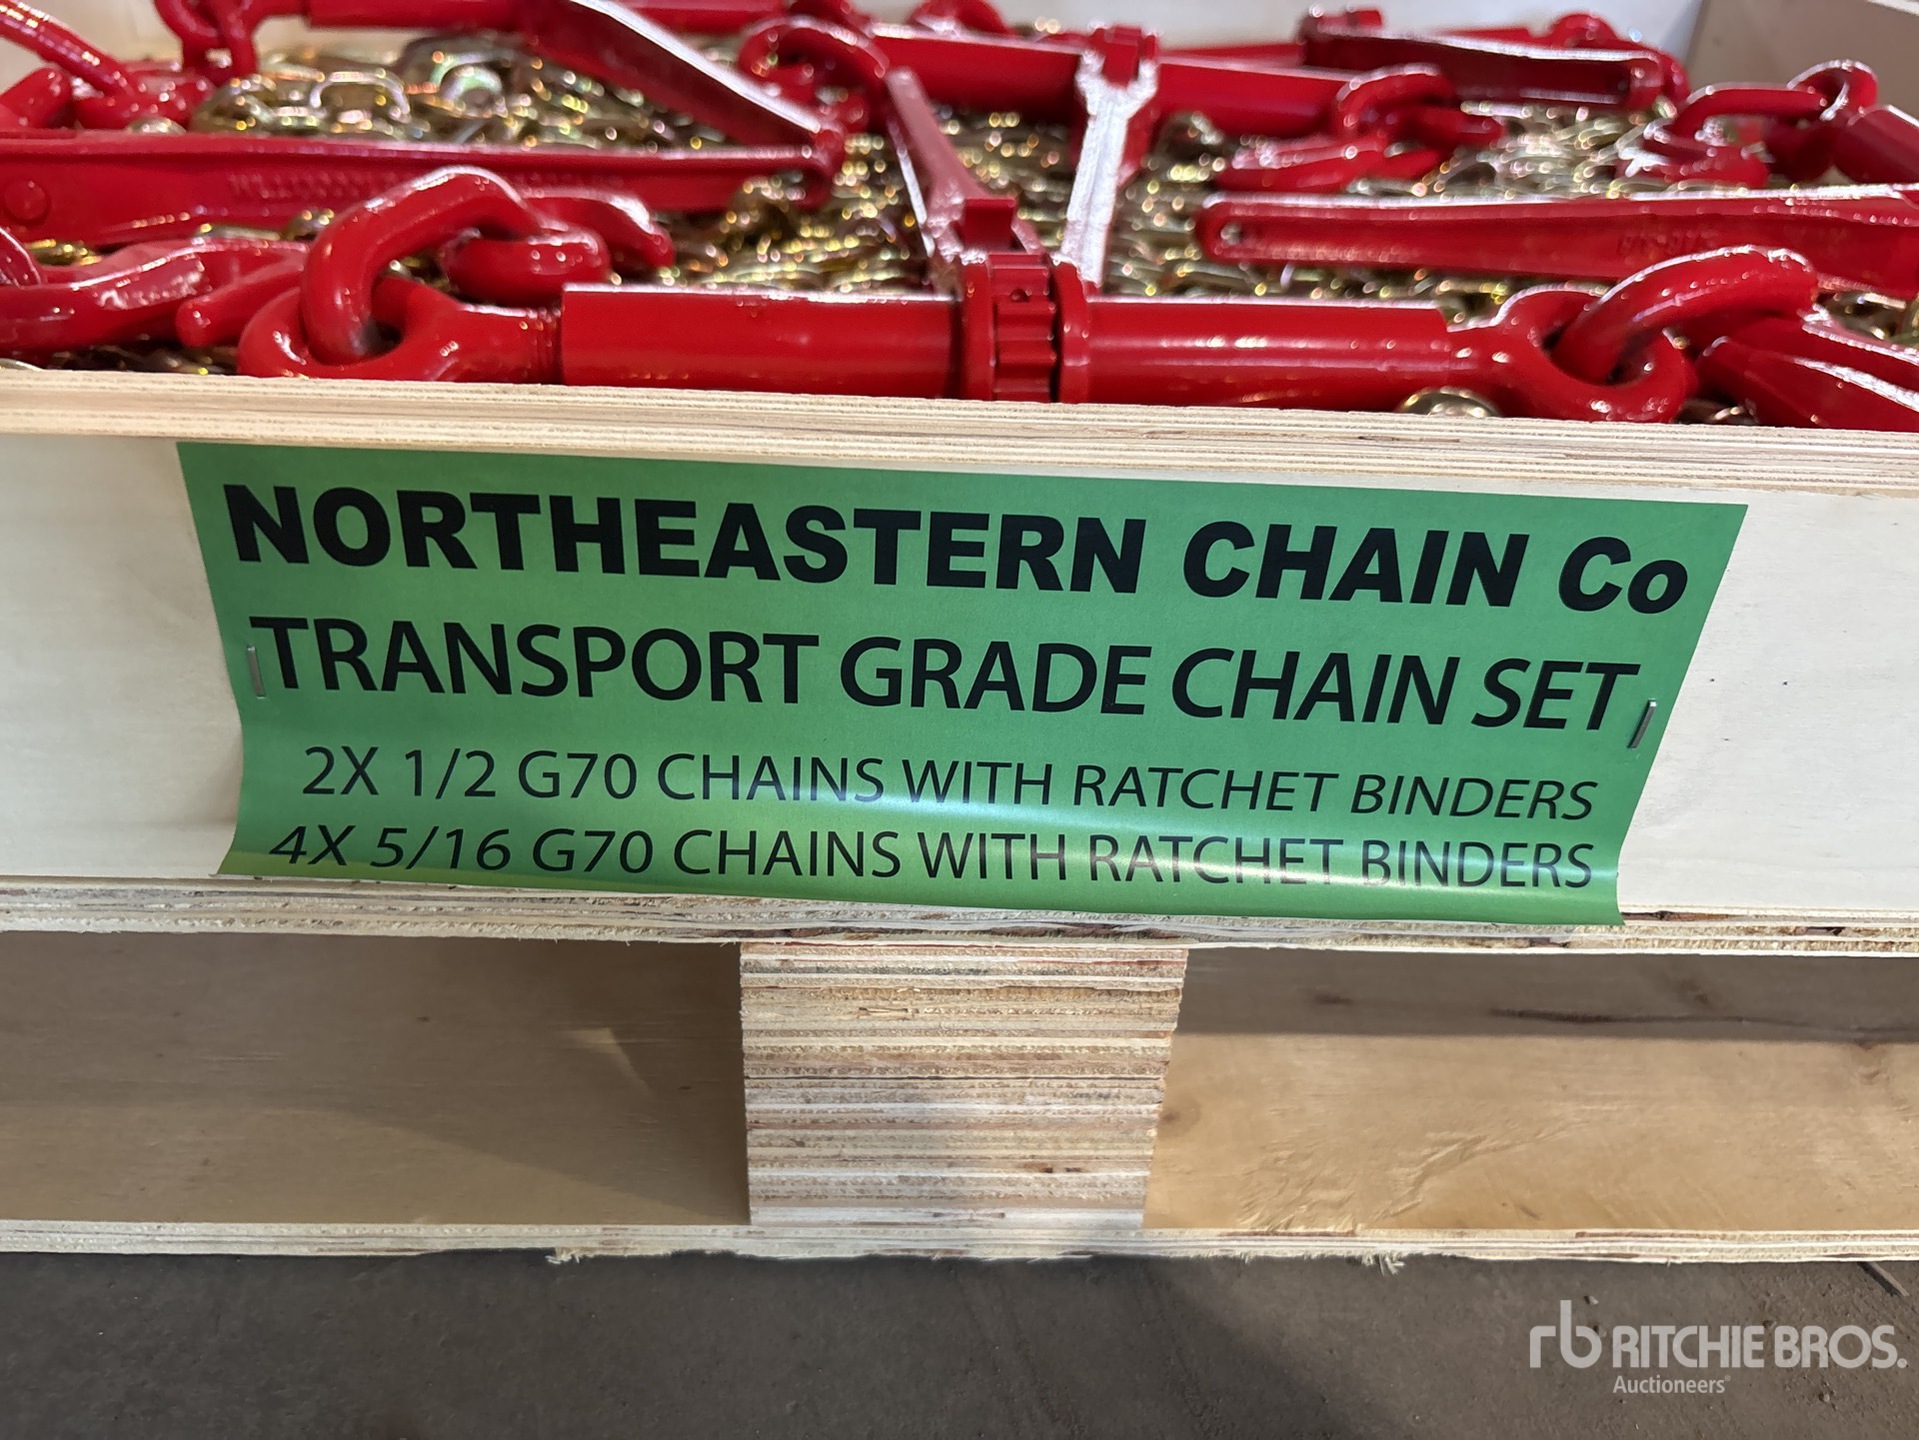 NORTHEASTERN CHAIN Co
TRANSPORT GRADE CHAIN SET
2X 1/2 G70 CHAINS WITH RATCHET BINDERS
4X 5/16 G70 CHAINS WITH RATCHET BINDERS
rb RITCHIE BROS.
Auctioneers